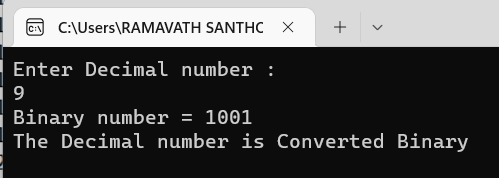 C:\Users\RAMAVATH SANTHC
Enter Decimal number :
9
Binary number = 1001
The Decimal number is Converted Binary